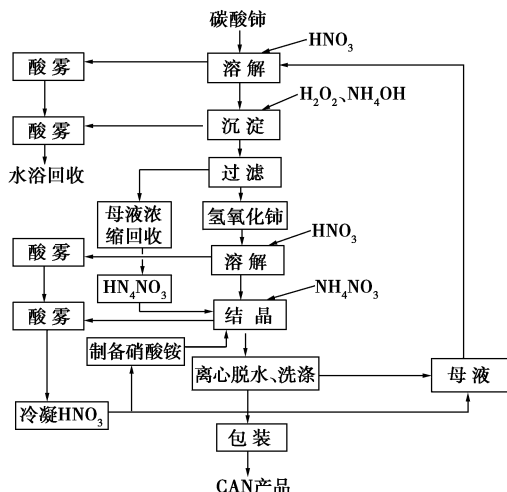 碳酸铈
HNO₃
酸雾
溶解
H₂O₂、NH₄OH
酸雾
沉淀
水浴回收
过滤
母液浓
缩回收
氢氧化铈
HNO₃
酸雾
溶解
HN₄NO₃
NH₄NO₃
酸雾
结晶
制备硝酸铵
离心脱水、洗涤
母液
冷凝HNO₃
包装
CAN产品